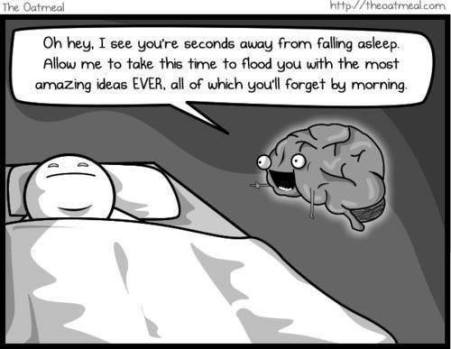 The Oatmeal
http://theoatmeal.com
Oh hey, I see you're seconds away from falling asleep.
Allow me to take this time to flood you with the most
amazing ideas EVER, all of which you'll forget by morning.